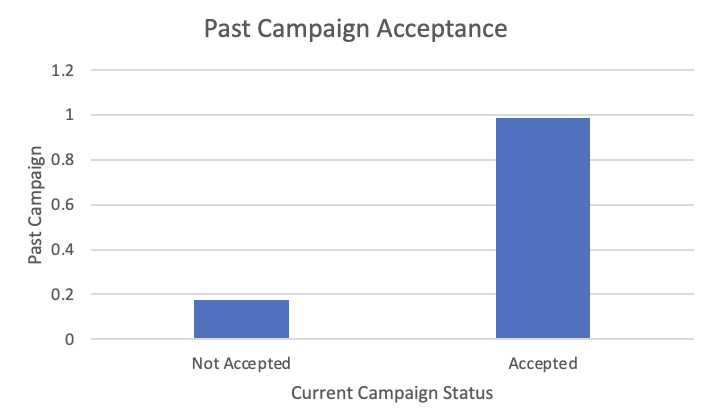 Past Campaign Acceptance
1.2
1
0.8
0.6
0.4
0.2
0
Past Campaign
Not Accepted
Accepted
Current Campaign Status